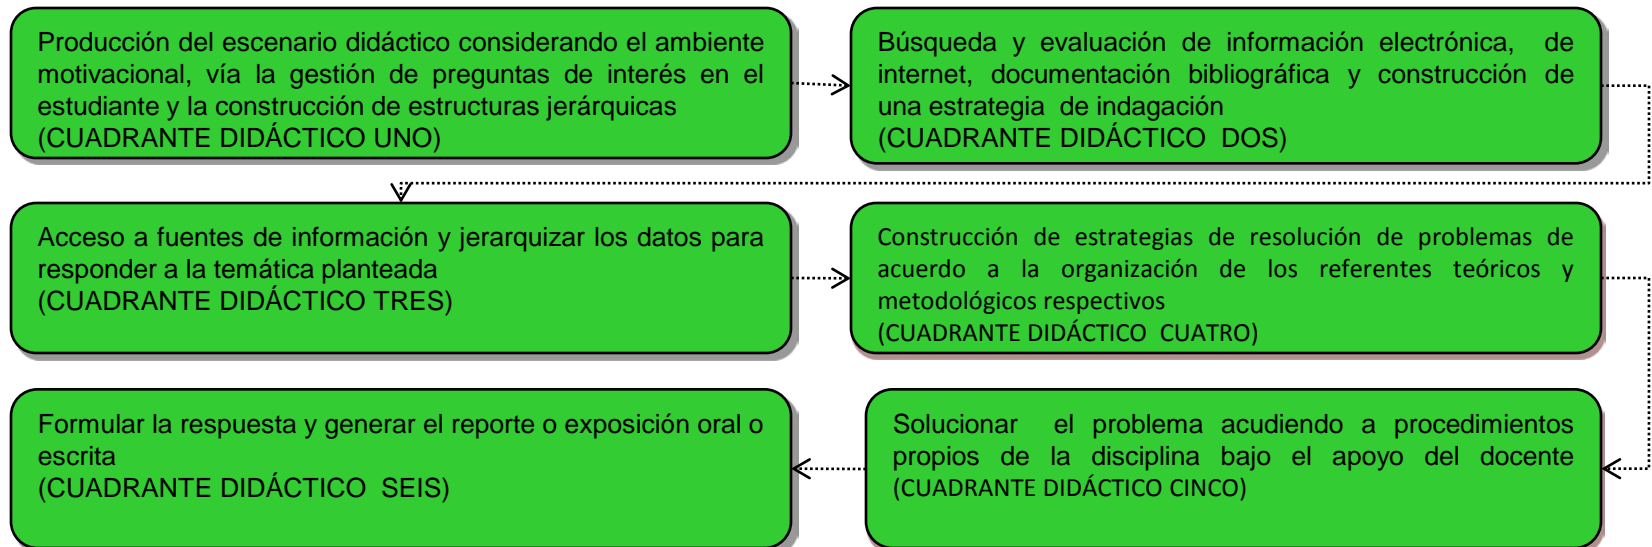 Producción del escenario didáctico considerando el ambiente
motivacional, vía la gestión de preguntas de interés en el
estudiante y la construcción de estructuras jerárquicas
(CUADRANTE DIDÁCTICO UNO)
Búsqueda y evaluación de información electrónica, de
internet, documentación bibliográfica y construcción de
una estrategia de indagación
(CUADRANTE DIDÁCTICO DOS)
Acceso a fuentes de información y jerarquizar los datos para
responder a la temática planteada
(CUADRANTE DIDÁCTICO TRES)
Construcción de estrategias de resolución de problemas de
acuerdo a la organización de los referentes teóricos y
metodológicos respectivos
(CUADRANTE DIDÁCTICO CUATRO)
Formular la respuesta y generar el reporte o exposición oral o
escrita
(CUADRANTE DIDÁCTICO SEIS)
Solucionar el problema acudiendo a procedimientos
propios de la disciplina bajo el apoyo del docente
(CUADRANTE DIDÁCTICO CINCO)